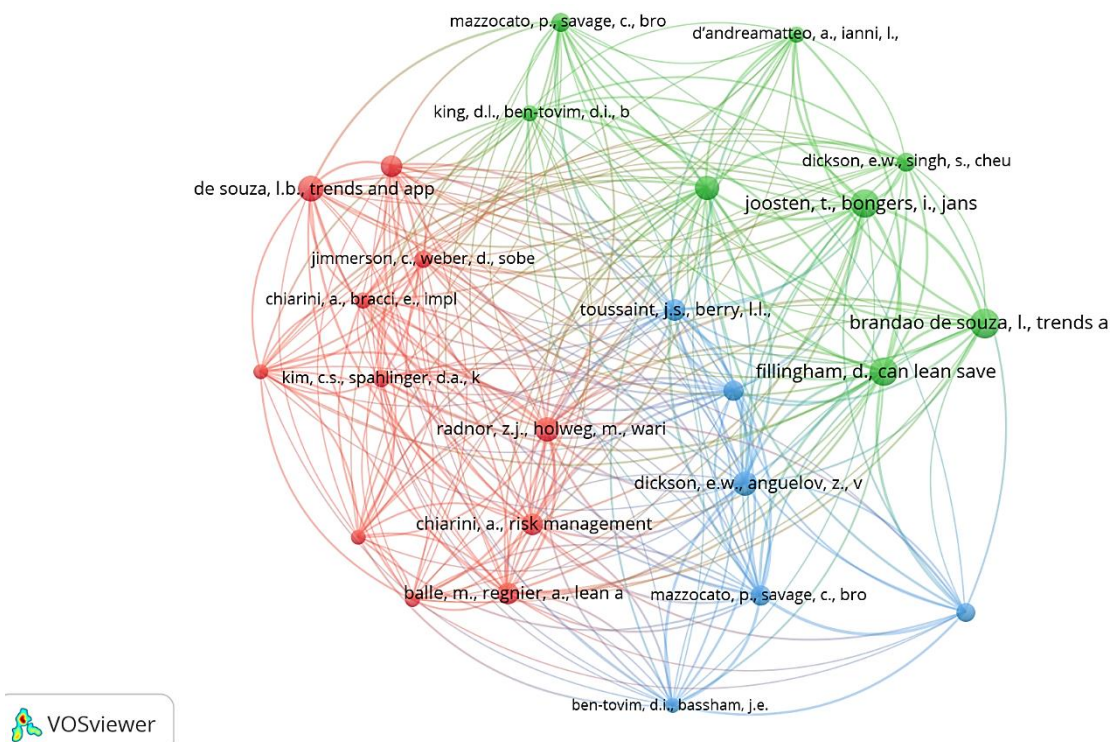 mazzocato, p., savage, c., bro
d'andreamatteo, a., ianni, l.,
king, d.l., ben-tovim, d.i., b
dickson, e.w., singh, s., cheu
de souza, l.b., trends and app
joosten, t., bongers, i., jans
jimmerson, c., weber, d., sobe
chiarini, a., bracci, e., impl
toussaint, j.s., berry, l.l.,
brandao de souza, l., trends a
kim, c.s., spahlinger, d.a., k
fillingham, d., can lean save
radnor, z.j., holweg, m., wari
dickson, e.w., anguelov, z., v
chiarini, a., risk management
balle, m., regnier, a., lean a
mazzocato, p., savage, c., bro
ben-tovim, d.i., bassham, j.e.
VOSviewer